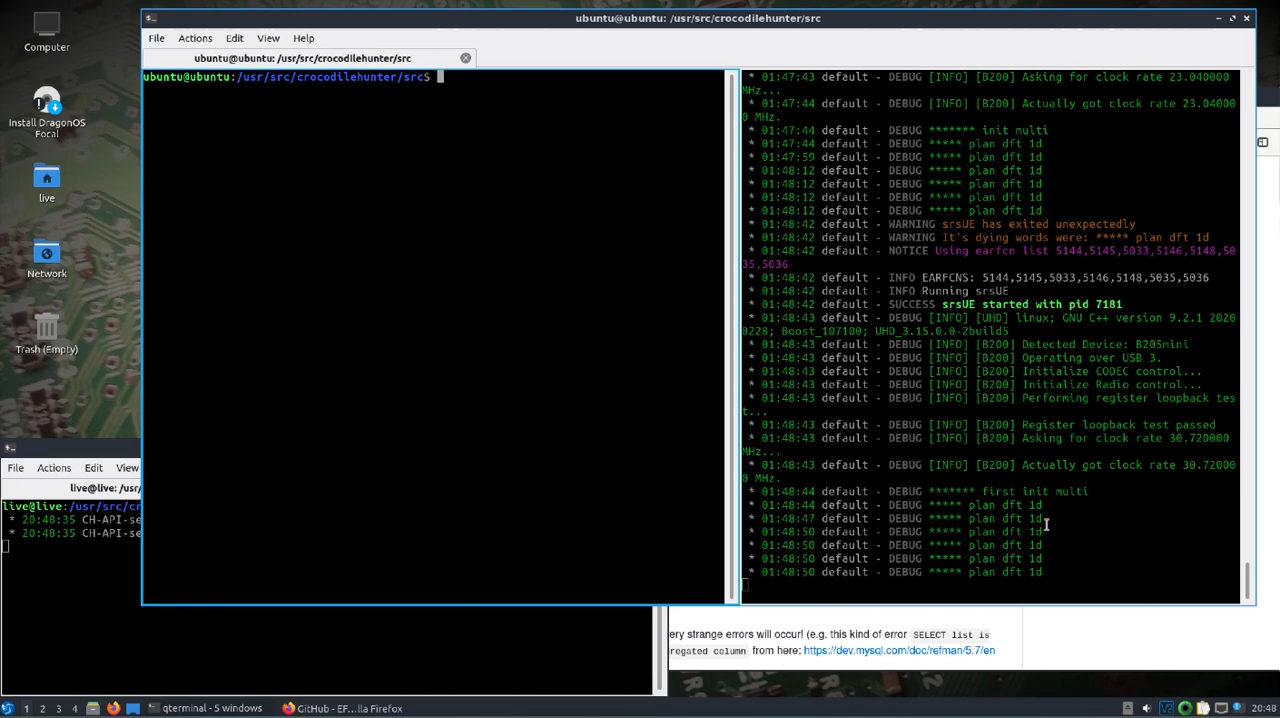 Computer
Install DragonOS
Focal
live
Network
Trash (Empty)
ubuntu@ubuntu: /usr/src/crocodilehunter/src
File Actions Edit View Help
ubuntu@ubuntu: /usr/src/crocodilehunter/src
ubuntu@ubuntu:/usr/src/crocodilehunter/src$
* 01:47:43 default - DEBUG [INFO] [B200] Asking for clock rate 23.040000
MHz...
* 01:47:44 default - DEBUG [INFO] [B200] Actually got clock rate 23.04000
0 MHz.
* 01:47:44 default - DEBUG ******* init multi
* 01:47:44 default - DEBUG ***** plan dft 1d
* 01:47:59 default - DEBUG ***** plan dft 1d
* 01:48:12 default - DEBUG ***** plan dft 1d
* 01:48:12 default - DEBUG ***** plan dft 1d
* 01:48:12 default - DEBUG ***** plan dft 1d
* 01:48:12 default - DEBUG ***** plan dft 1d
* 01:48:42 default - WARNING srsUE has exited unexpectedly
* 01:48:42 default - WARNING It's dying words were: ***** plan dft 1d
* 01:48:42 default - NOTICE Using earfcn list 5144,5145,5033,5146,5148,50
35,5036
* 01:48:42 default - INFO EARFCNS: 5144,5145,5033,5146,5148,5035,5036
* 01:48:42 default - INFO Running srsUE
* 01:48:42 default - SUCCESS srsUE started with pid 7181
* 01:48:43 default - DEBUG [INFO] [UHD] linux; GNU C++ version 9.2.1 2020
0228; Boost_107100; UHD_3.15.0.0-2build5
* 01:48:43 default - DEBUG [INFO] [B200] Detected Device: B205mini
* 01:48:43 default - DEBUG [INFO] [B200] Operating over USB 3.
* 01:48:43 default - DEBUG [INFO] [B200] Initialize CODEC control...
* 01:48:43 default - DEBUG [INFO] [B200] Initialize Radio control...
* 01:48:43 default - DEBUG [INFO] [B200] Performing register loopback tes
t...
* 01:48:43 default - DEBUG [INFO] [B200] Register loopback test passed
* 01:48:43 default - DEBUG [INFO] [B200] Asking for clock rate 30.720000
MHz...
* 01:48:43 default - DEBUG [INFO] [B200] Actually got clock rate 30.72000
0 MHz.
* 01:48:44 default - DEBUG ******* first init multi
* 01:48:44 default - DEBUG ***** plan dft 1d
* 01:48:47 default - DEBUG ***** plan dft 1d
* 01:48:50 default - DEBUG ***** plan dft 1d
* 01:48:50 default - DEBUG ***** plan dft 1d
* 01:48:50 default - DEBUG ***** plan dft 1d
* 01:48:50 default - DEBUG ***** plan dft 1d
File Actions Edit View
live@live: /usr/
live@live:/usr/src/cr
* 20:48:35 CH-API-se
* 20:48:35 CH-API-se
ery strange errors will occur! (e.g. this kind of error SELECT list is
regated column from here: https://dev.mysql.com/doc/refman/5.7/en
1 2 3 4 qterminal - 5 windows GitHub - EF...lla Firefox 20:48